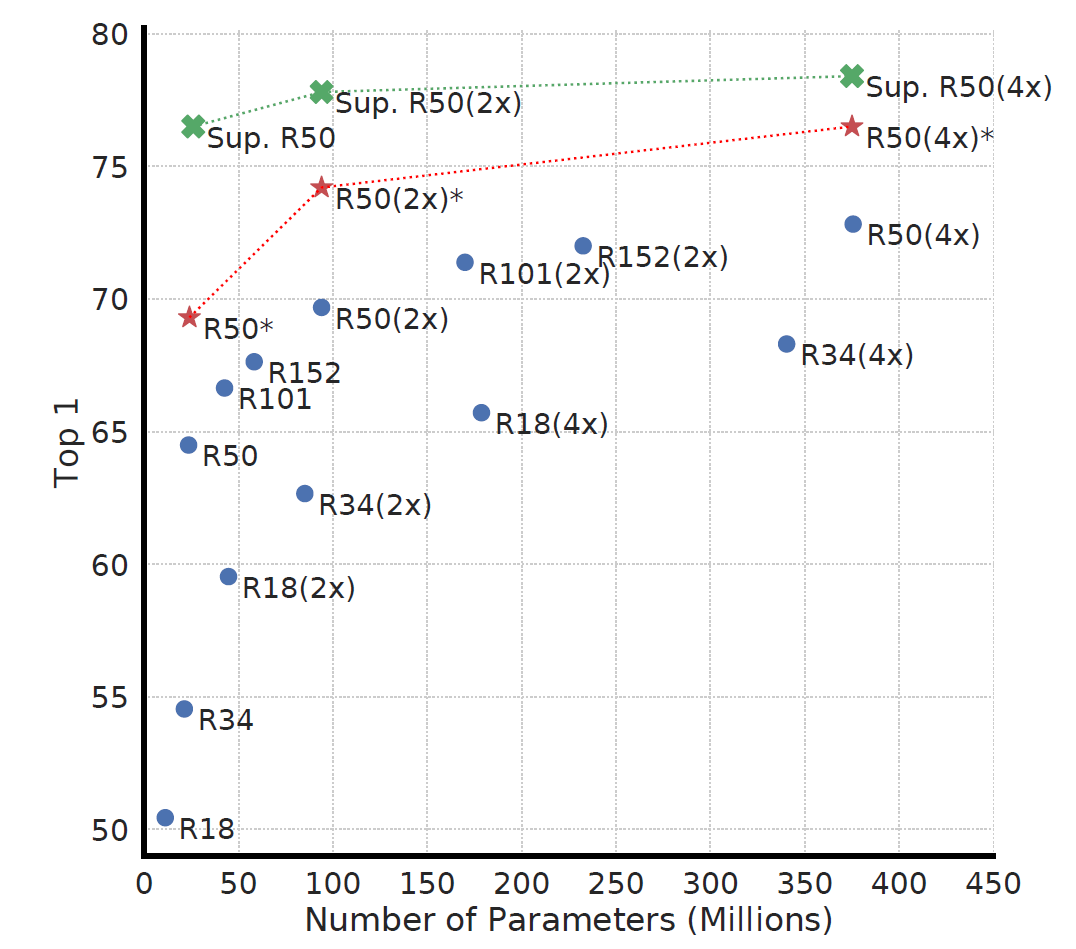 80
Sup. R50(4x)
Sup. R50(2x)
Sup. R50
R50(4x)*
75
R50(2x)*
R50(4x)
R152(2x)
R101(2x)
70
R50(2x)
R50*
R34(4x)
R152
R101
R18(4x)
65
R50
R34(2x)
60
R18(2x)
55
R34
50
R18
Top 1
0 50 100 150 200 250 300 350 400 450
Number of Parameters (Millions)